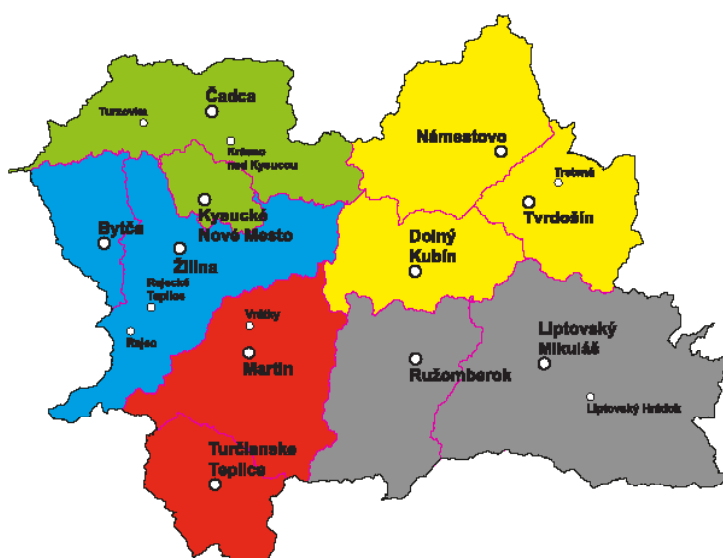 Čadca
Turzovka
Krásno
nad Kysucou
Námestovo
Trstená
Tvrdošín
Kysucké
Nové Mesto
Bytča
Žilina
Rajecké
Teplice
Rajec
Dolný
Kubín
Vrútky
Martin
Ružomberok
Liptovský
Mikuláš
Liptovský Hrádok
Turčianske
Teplice